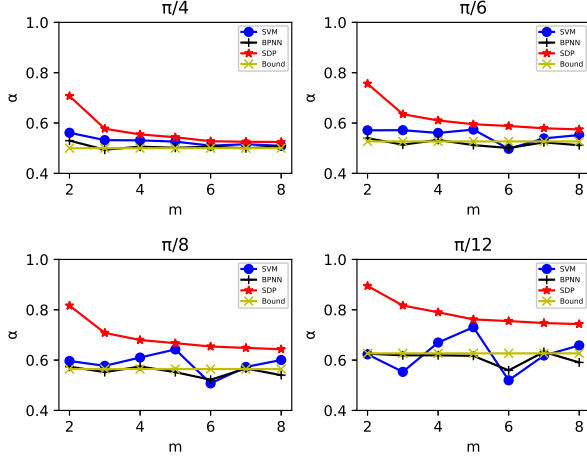 π/4
1.0
0.8
0.6
0.4
α
2
4
6
8
m
SVM
BPNN
SDP
Bound
π/6
1.0
0.8
0.6
0.4
α
2
4
6
8
m
SVM
BPNN
SDP
Bound
π/8
1.0
0.8
0.6
0.4
α
2
4
6
8
m
SVM
BPNN
SDP
Bound
π/12
1.0
0.8
0.6
0.4
α
2
4
6
8
m
SVM
BPNN
SDP
Bound